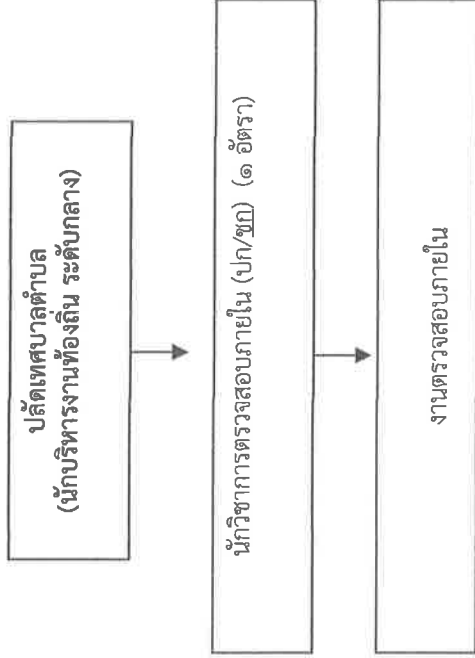 ปลัดเทศบาลตำบล
(นักบริหารงานท้องถิ่น ระดับกลาง)
นักวิชาการตรวจสอบภายใน (ปก/ชก) (๑ อัตรา)
งานตรวจสอบภายใน